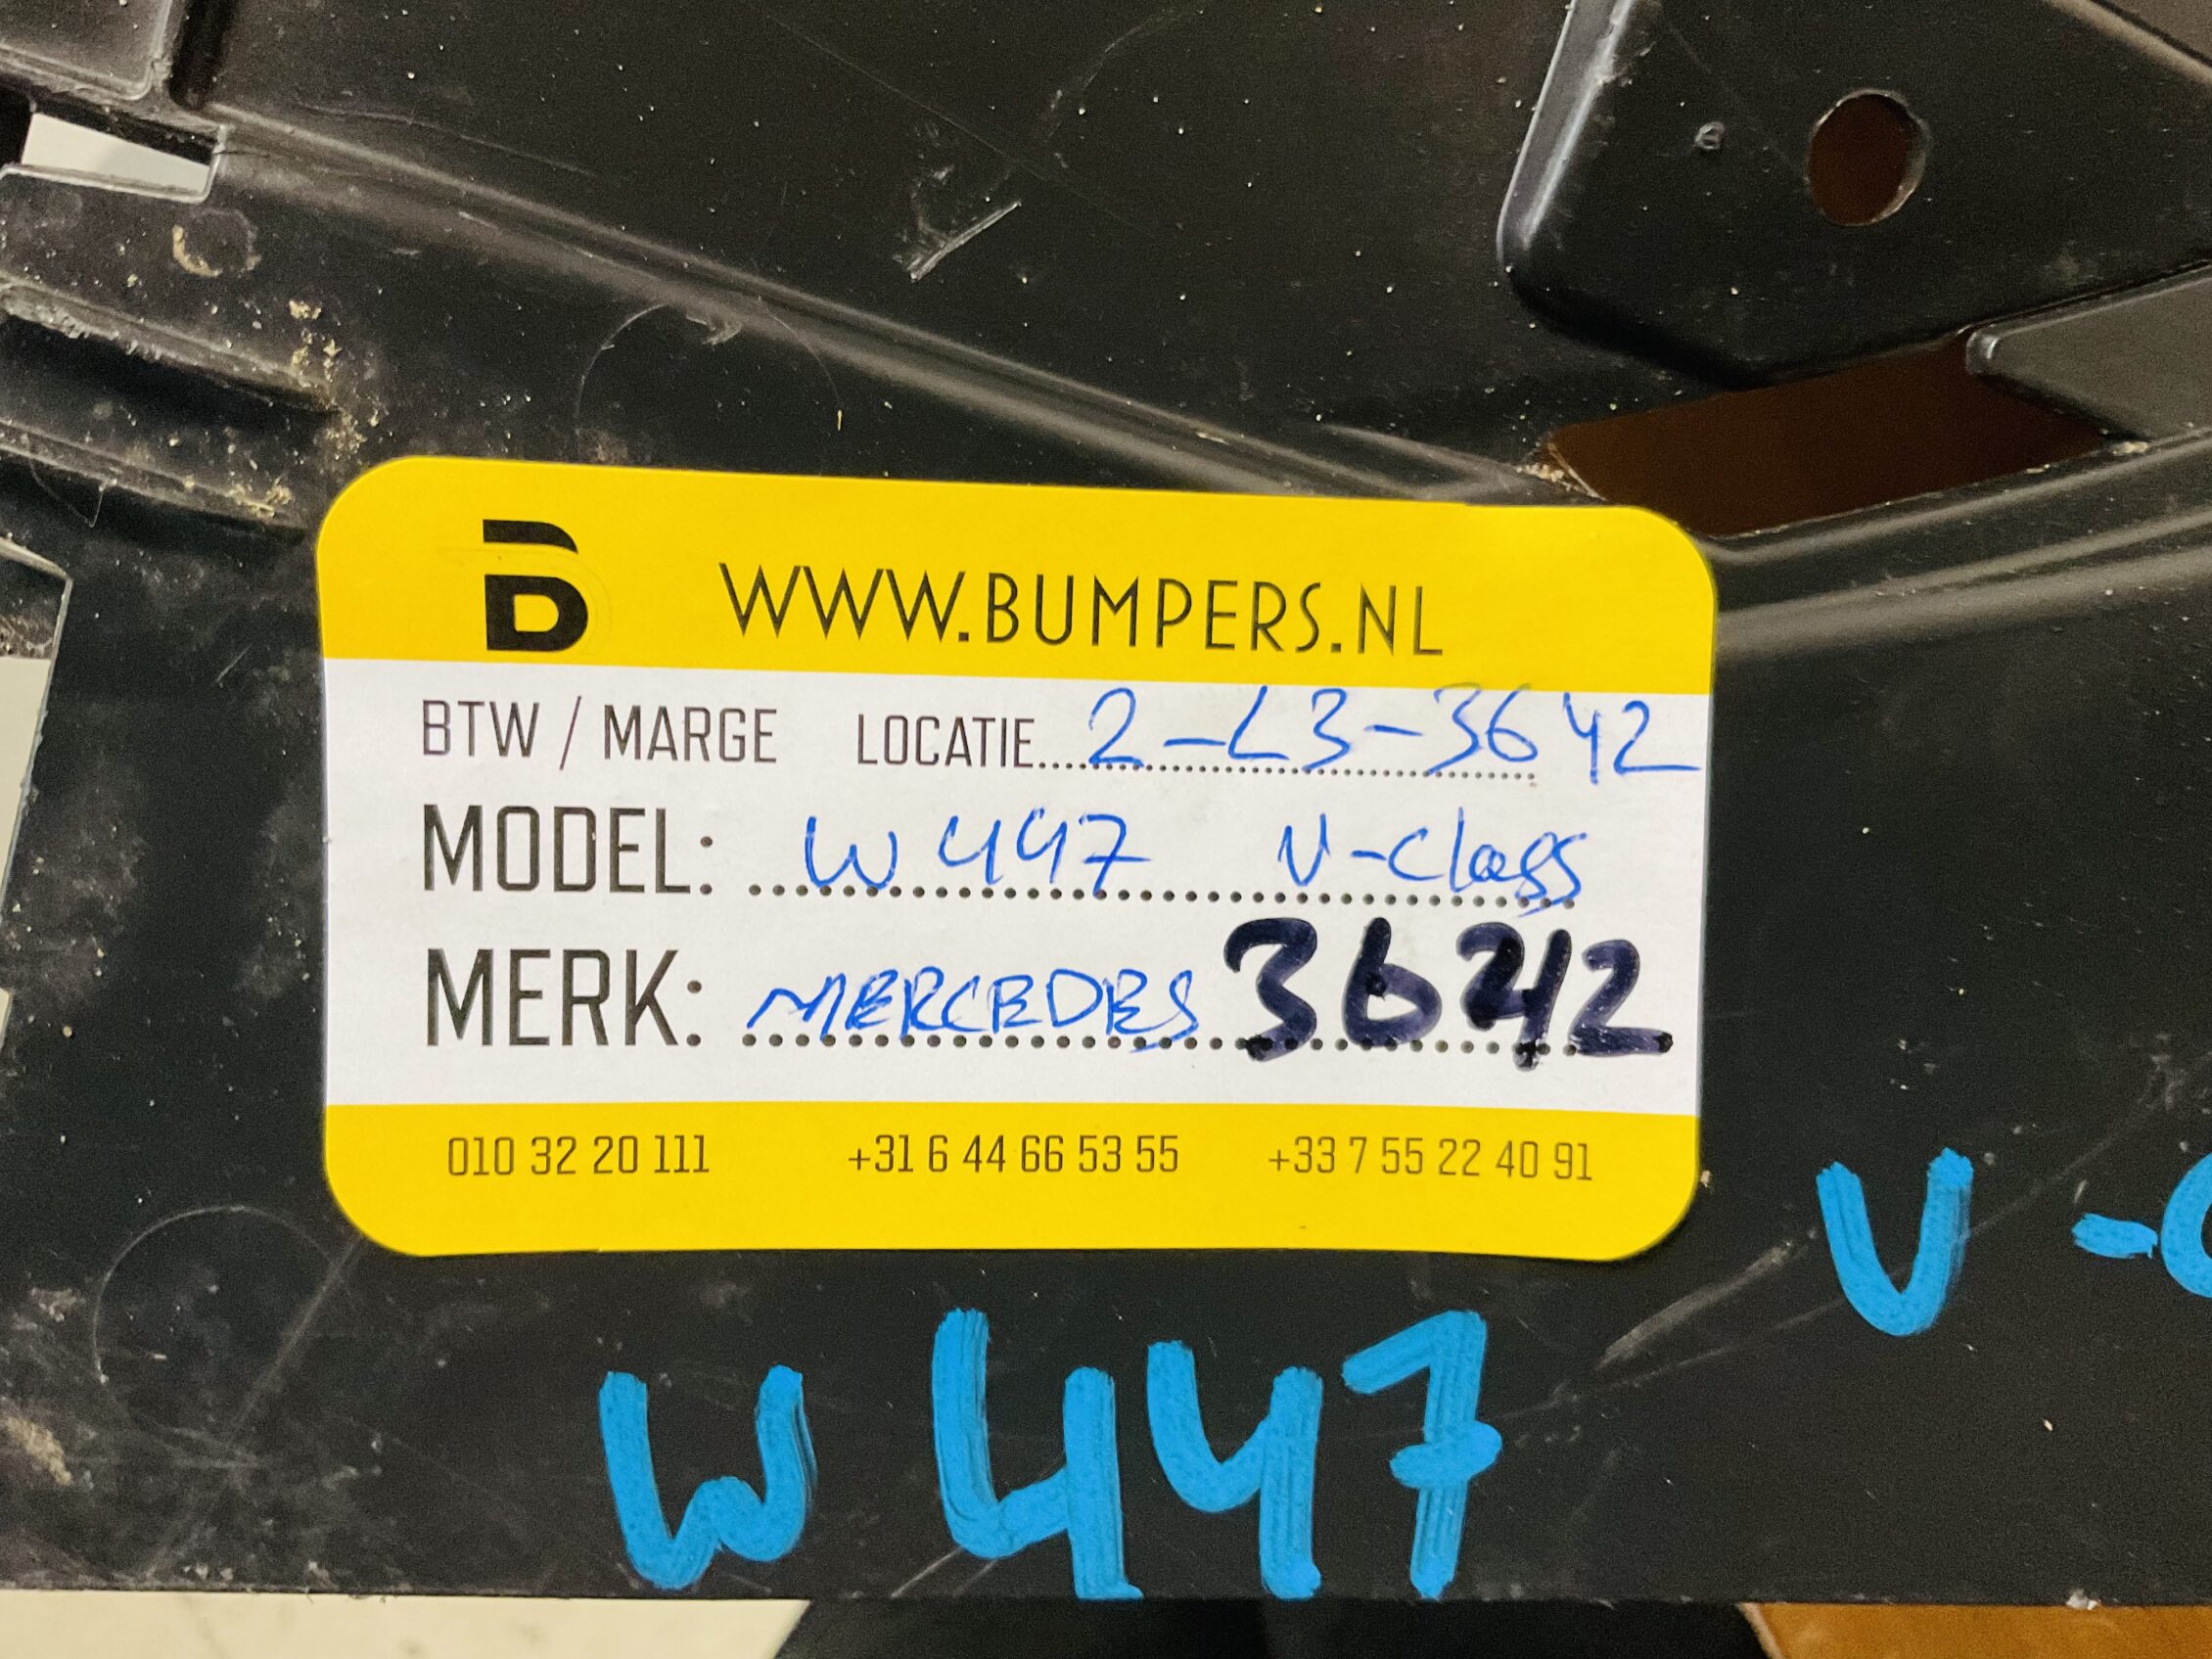 B WWW.BUMPERS.NL
BTW / MARGE LOCATIE 2-L3-3642
MODEL: W447 V-Class
MERK: MERCEDES 3642
010 32 20 111 +31 6 44 66 53 55 +33 7 55 22 40 91
V-
W447